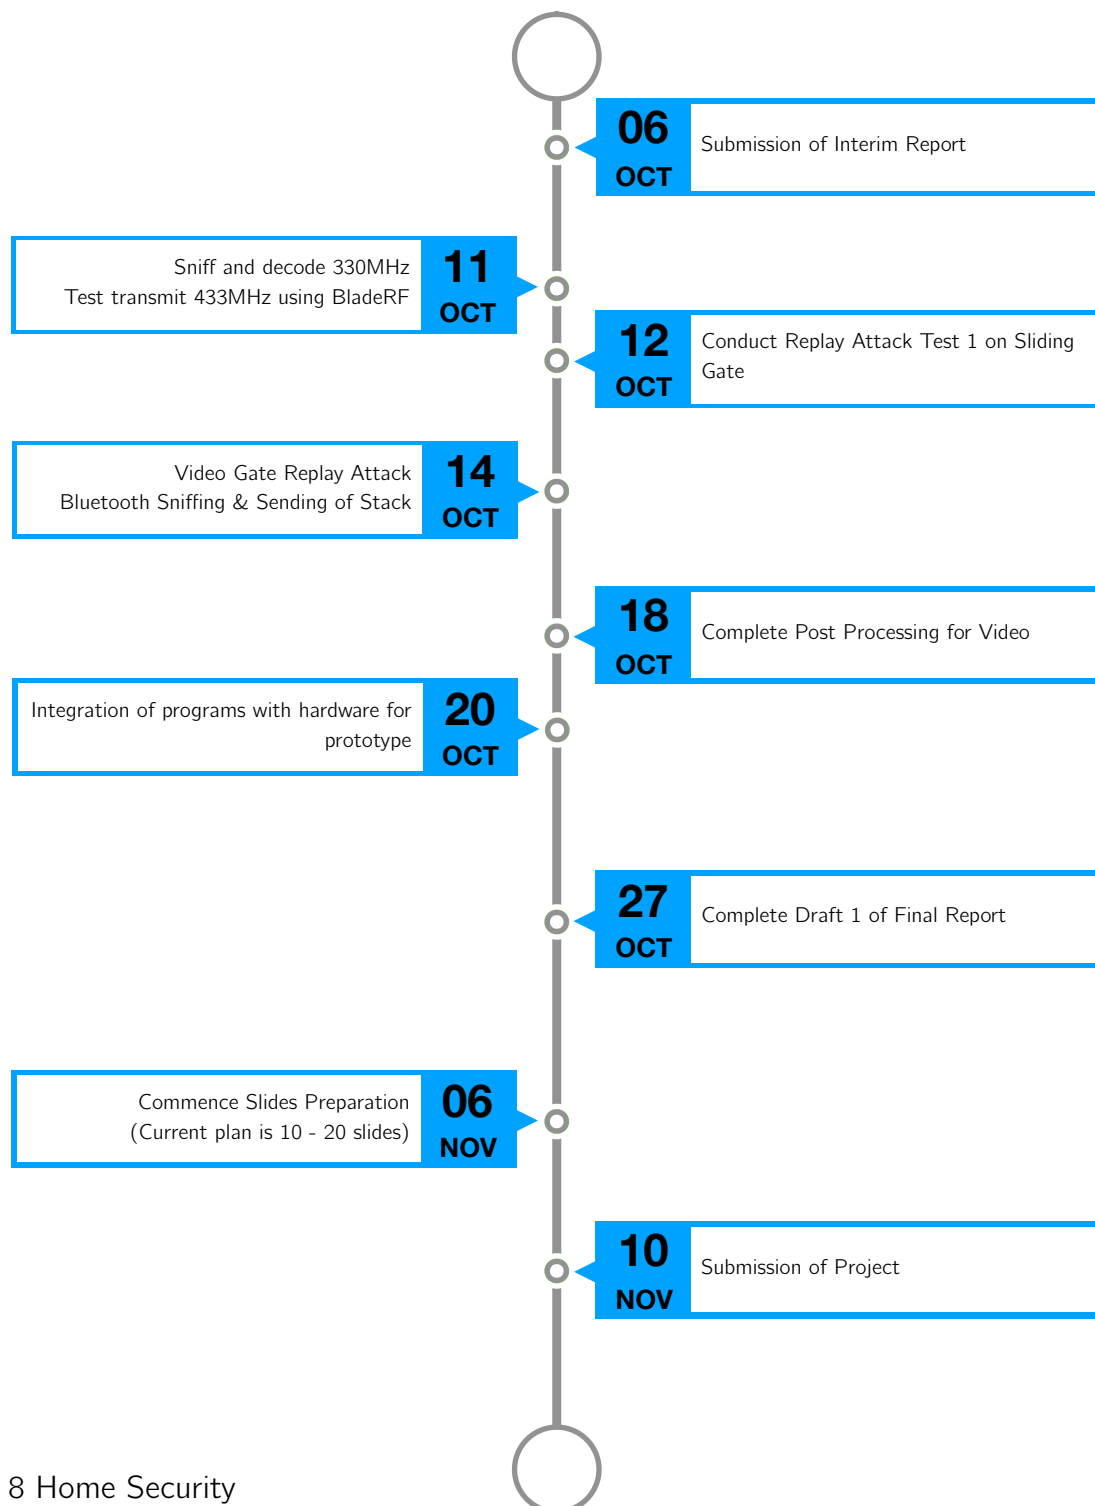 06
OCT
Submission of Interim Report
Sniff and decode 330MHz
Test transmit 433MHz using BladeRF
11
OCT
12
OCT
Conduct Replay Attack Test 1 on Sliding
Gate
Video Gate Replay Attack
Bluetooth Sniffing & Sending of Stack
14
OCT
18
OCT
Complete Post Processing for Video
Integration of programs with hardware for
prototype
20
OCT
27
OCT
Complete Draft 1 of Final Report
Commence Slides Preparation
(Current plan is 10 - 20 slides)
06
NOV
10
NOV
Submission of Project
8 Home Security